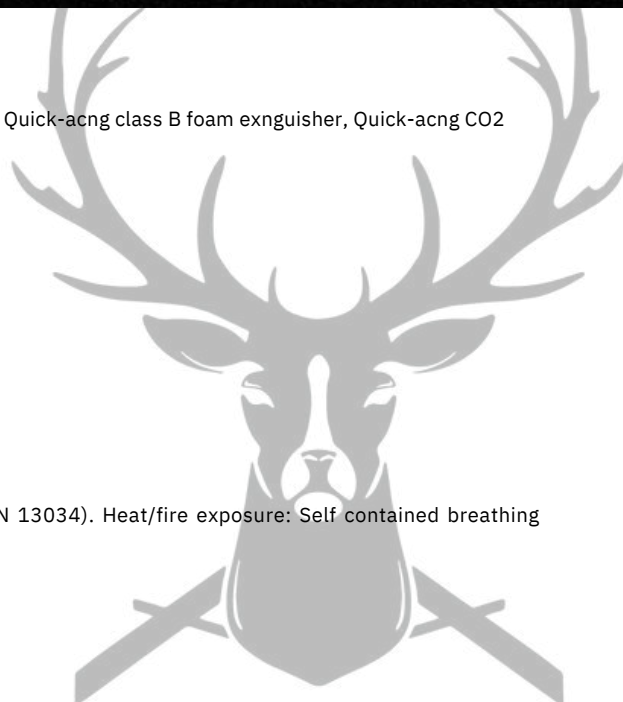 Quick-acng class B foam exnguisher, Quick-acng CO2
N 13034). Heat/fire exposure: Self contained breathing